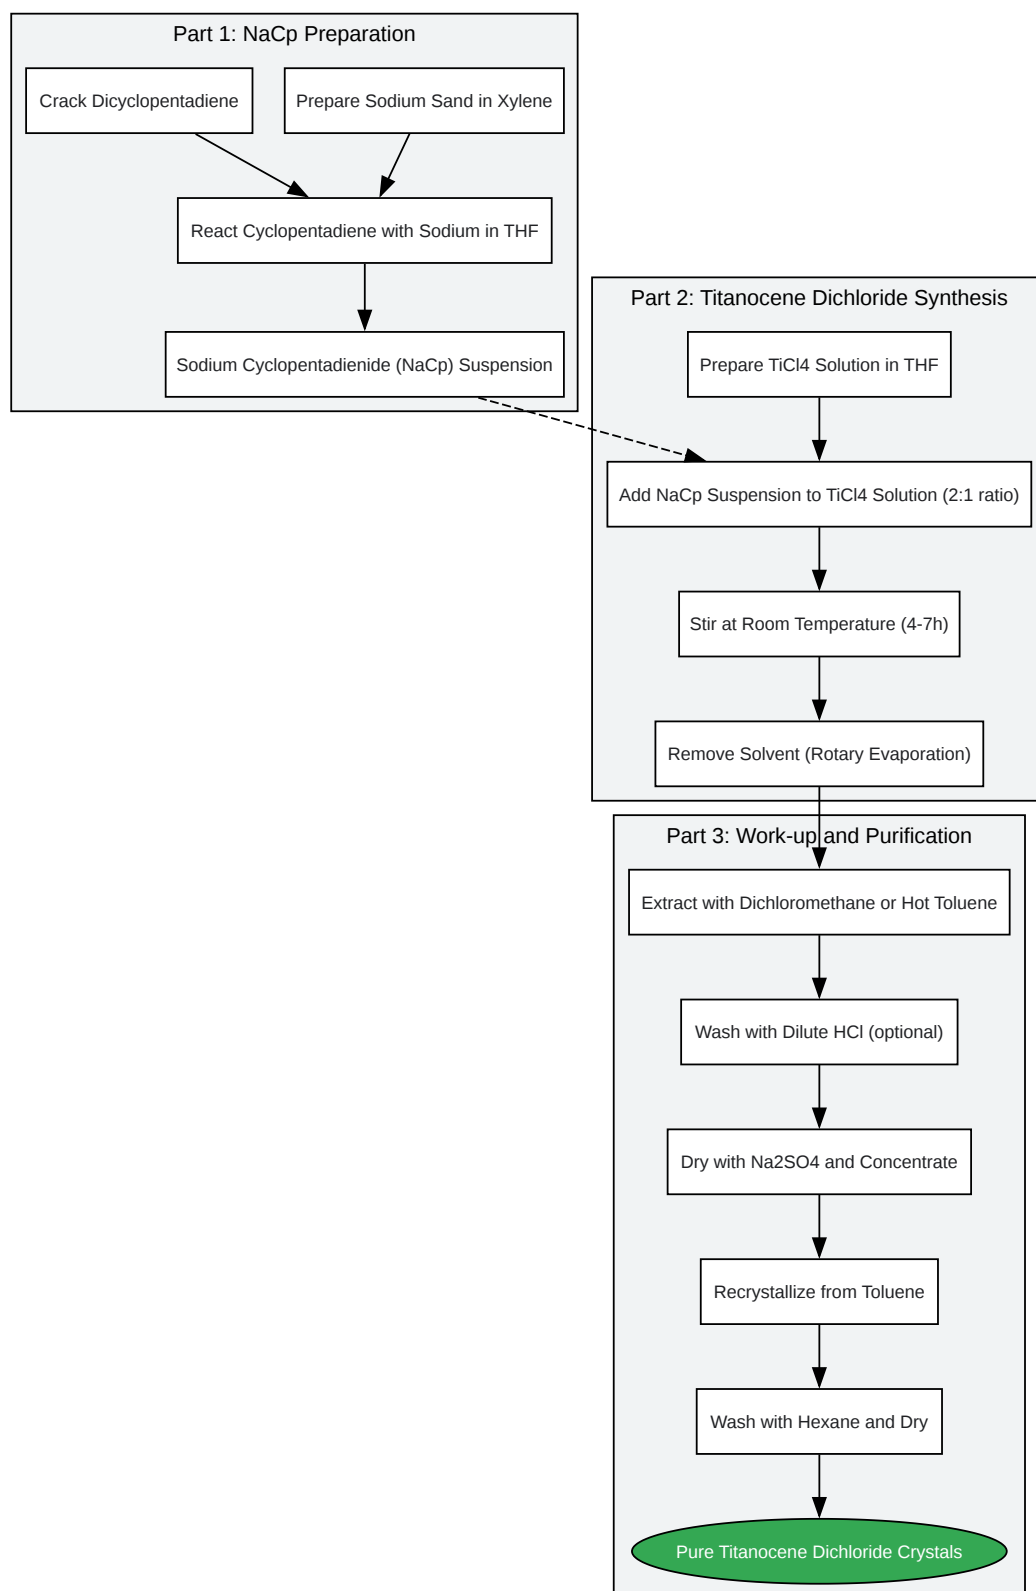 Part 1: NaCp Preparation
Crack Dicyclopentadiene
Prepare Sodium Sand in Xylene
React Cyclopentadiene with Sodium in THF
Sodium Cyclopentadienide (NaCp) Suspension
Part 2: Titanocene Dichloride Synthesis
Prepare TiCl4 Solution in THF
Add NaCp Suspension to TiCl4 Solution (2:1 ratio)
Stir at Room Temperature (4-7h)
Remove Solvent (Rotary Evaporation)
Part 3: Work-up and Purification
Extract with Dichloromethane or Hot Toluene
Wash with Dilute HCl (optional)
Dry with Na2SO4 and Concentrate
Recrystallize from Toluene
Wash with Hexane and Dry
Pure Titanocene Dichloride Crystals